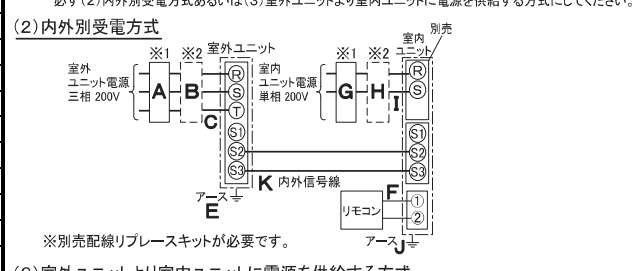 必ず(2)内外別受電方式あるいは(3)室外ユニットより室内ユニットに電源を供給する方式にしてください。
(2)内外別受電方式
別売
※1 ※2 室外ユニット ※1 ※2 室内
ユニット
室外
ユニット電源
三相 200V
A B C
R
S
T
S1
S2
S3
室内
ユニット電源
単相 200V
G H I
R
S
S1
S2
S3
K 内外信号線
アース
E
リモコン
F
①
②
アース J
※別売配線リプレースキットが必要です。
(3)室外ユニットより室内ユニットに電源を供給する方式